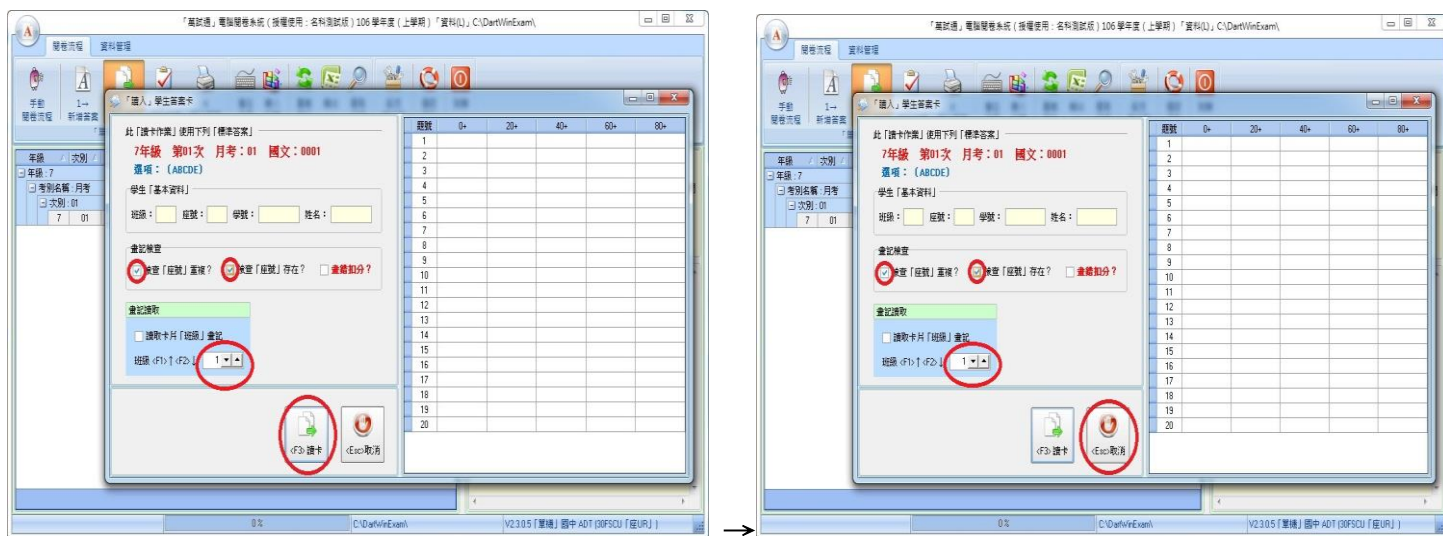 「萬試通」電腦閱卷系統 ( 授權使用 : 名科測試版 ) 106 學年度 ( 上學期 ) 「資料(L)」C:\DartWinExam\
閱卷流程 資料管理
手動
閱卷流程
1→
新增答案
「讀入」學生答案卡
年級 次別
年級 : 7
考別名稱 : 月考
次別 : 01
7 01
此「讀卡作業」使用下列「標準答案」
7年級 第01次 月考：01 國文：0001
選項：(ABCDE)
學生「基本資料」
班級： 座號： 學號： 姓名：
畫記檢查
檢查「座號」重複？ 檢查「座號」存在？ 畫錯扣分？
畫記讀取
讀取卡片「班級」畫記
班級 <F1>↑<F2>↓ 1
<F3> 讀卡 <Esc>取消
題號 0+ 20+ 40+ 60+ 80+
1
2
3
4
5
6
7
8
9
10
11
12
13
14
15
16
17
18
19
20
0% C:\DartWinExam\ V2.3.0.5「單機」國中 ADT (30FSCU「座UR」)
→
「萬試通」電腦閱卷系統 ( 授權使用 : 名科測試版 ) 106 學年度 ( 上學期 ) 「資料(L)」C:\DartWinExam\
閱卷流程 資料管理
手動
閱卷流程
1→
新增答案
「讀入」學生答案卡
年級 次別
年級 : 7
考別名稱 : 月考
次別 : 01
7 01
此「讀卡作業」使用下列「標準答案」
7年級 第01次 月考：01 國文：0001
選項：(ABCDE)
學生「基本資料」
班級： 座號： 學號： 姓名：
畫記檢查
檢查「座號」重複？ 檢查「座號」存在？ 畫錯扣分？
畫記讀取
讀取卡片「班級」畫記
班級 <F1>↑<F2>↓ 1
<F3> 讀卡 <Esc>取消
題號 0+ 20+ 40+ 60+ 80+
1
2
3
4
5
6
7
8
9
10
11
12
13
14
15
16
17
18
19
20
0% C:\DartWinExam\ V2.3.0.5「單機」國中 ADT (30FSCU「座UR」)